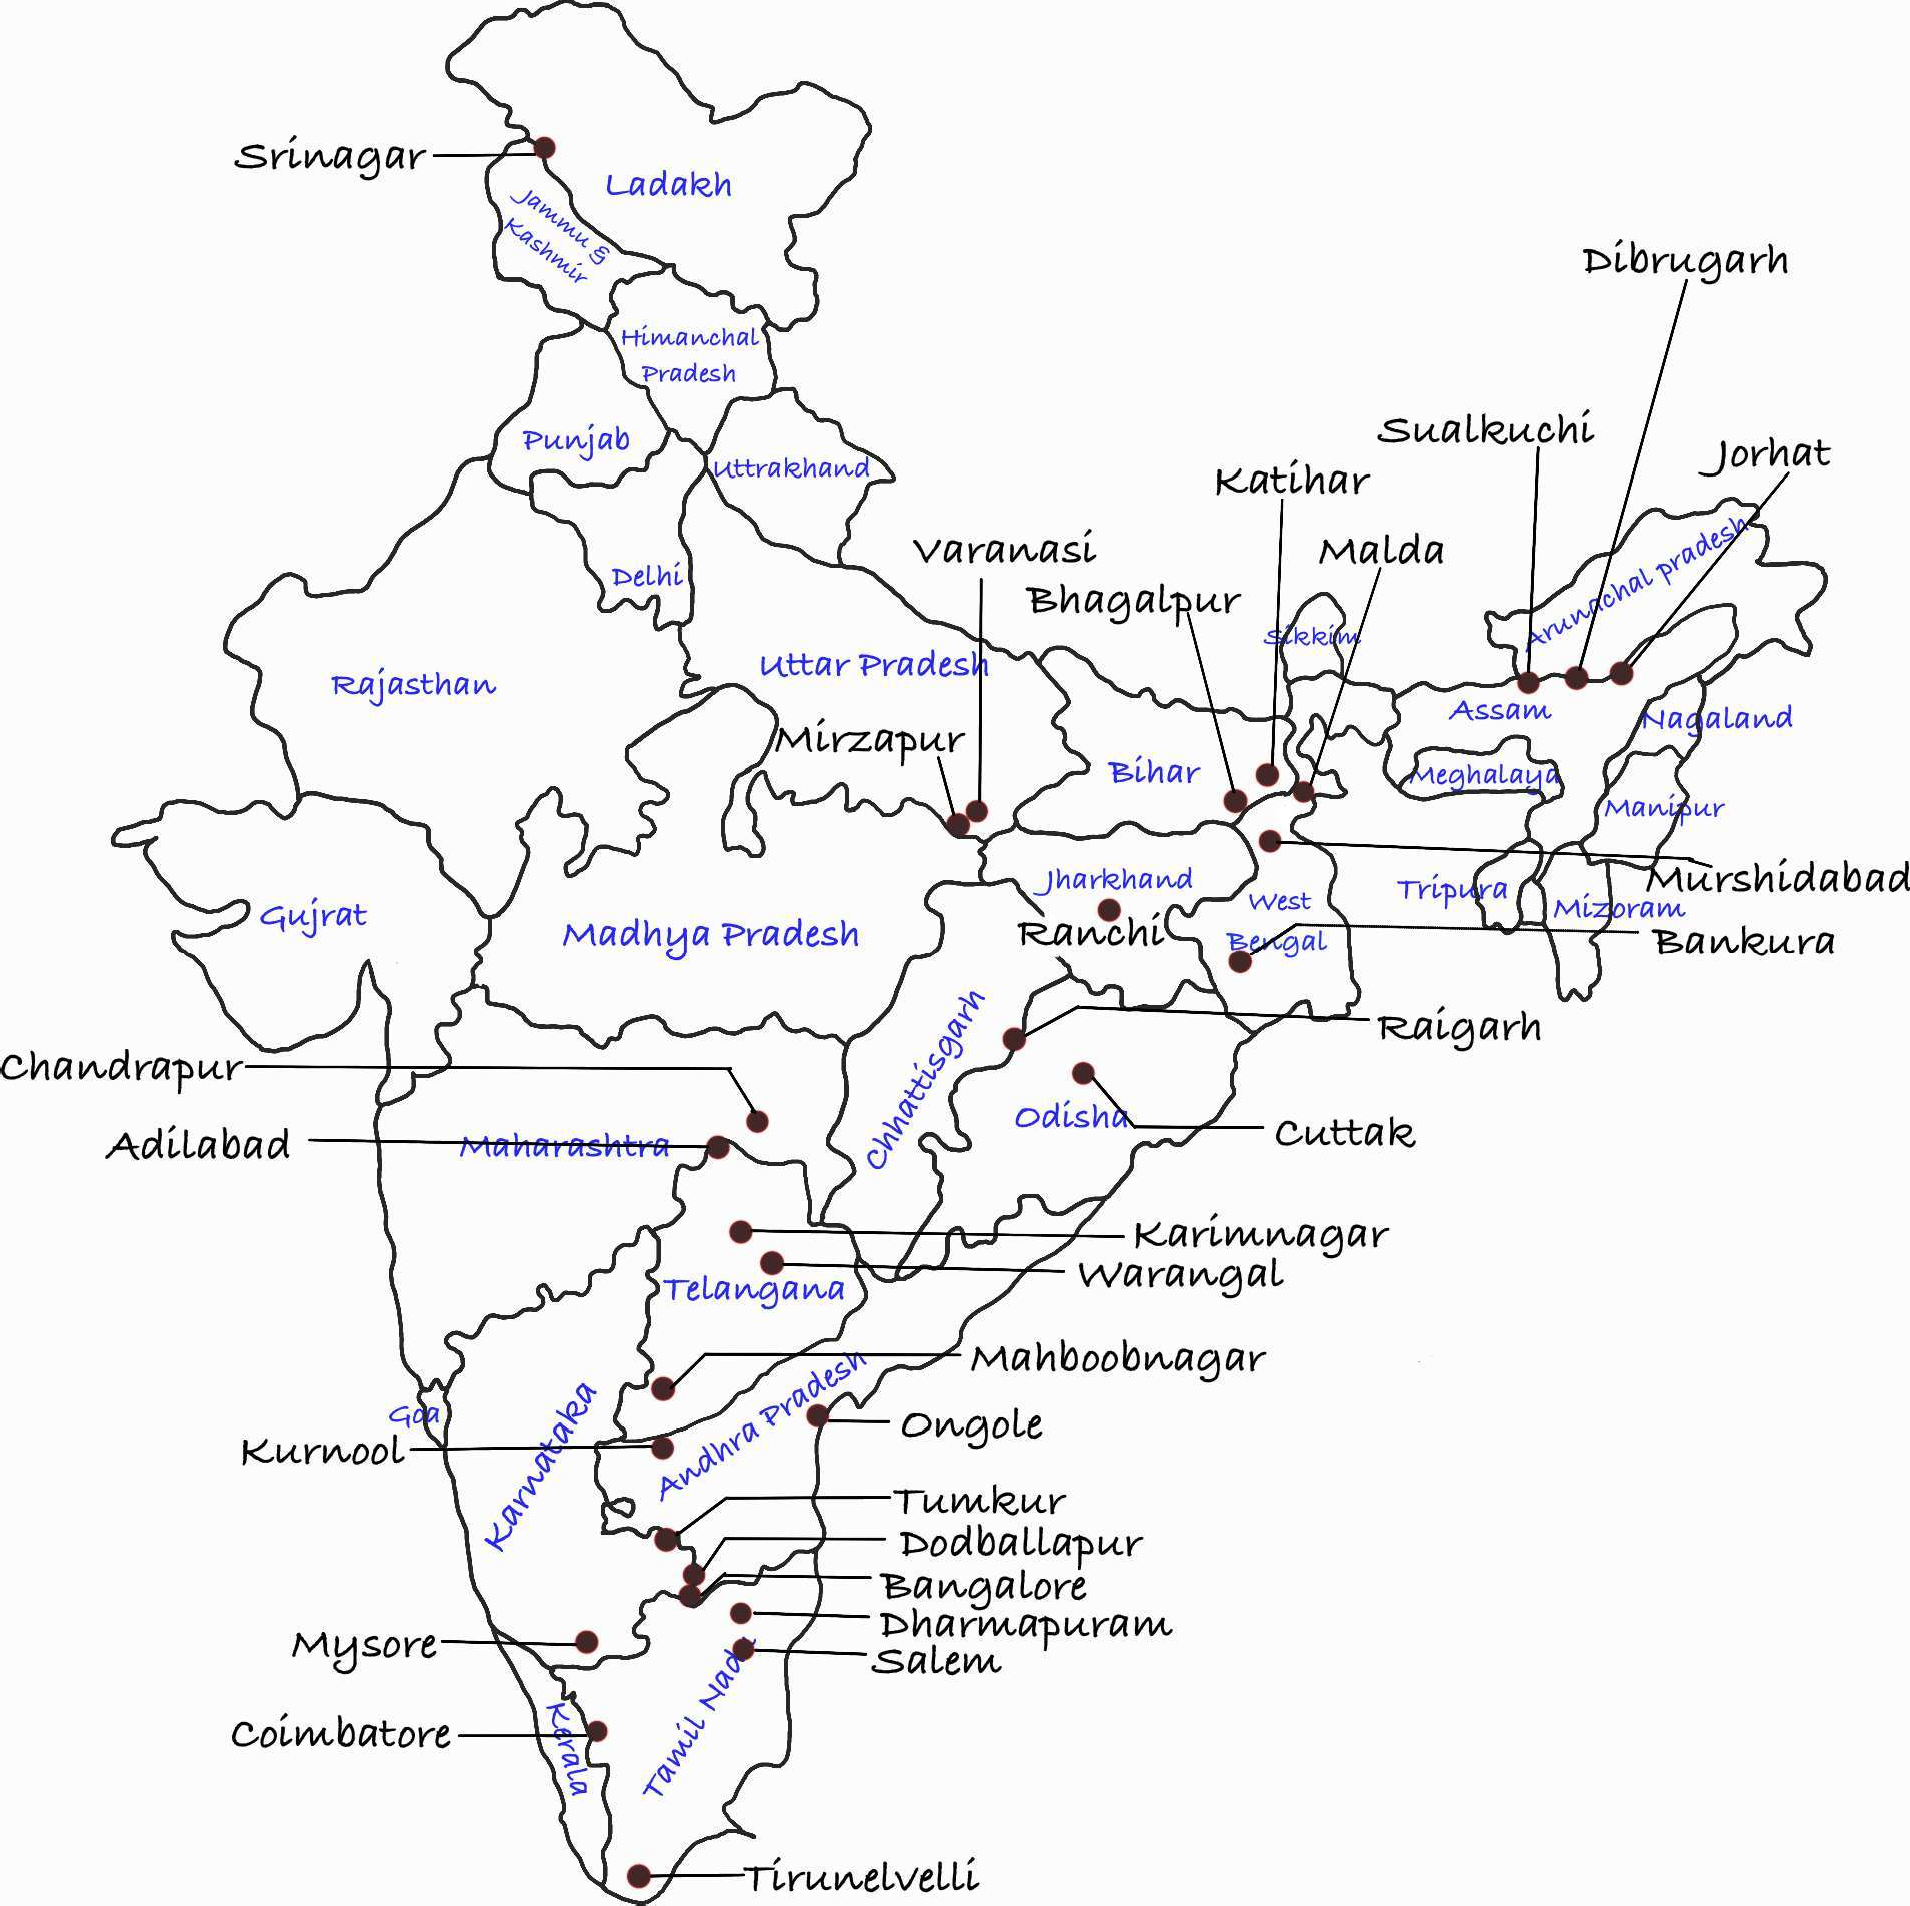 Srinagar
Ladakh
Jammu &
Kashmir
Dibrugarh
Himanchal
Pradesh
Sualkuchi
Jorhat
Punjab
Uttrakhand
Katihar
Varanasi
Malda
Delhi
Bhagalpur
Arunachal pradesh
Sikkim
Uttar Pradesh
Rajasthan
Assam
Nagaland
Mirzapur
Bihar
Meghalaya
Manipur
Jharkhand
Murshidabad
West
Bengal
Tripura
Mizoram
Gujrat
Madhya Pradesh
Ranchi
Bankura
Chhattisgarh
Raigarh
Chandrapur
Odisha
Cuttak
Adilabad
Maharashtra
Karimnagar
Warangal
Telangana
Mahboobnagar
Goa
Karnataka
Andhra Pradesh
Ongole
Kurnool
Tumkur
Dodballapur
Bangalore
Dharmapuram
Mysore
Salem
Tamil Nadu
Coimbatore
Kerala
Tirunelvelli